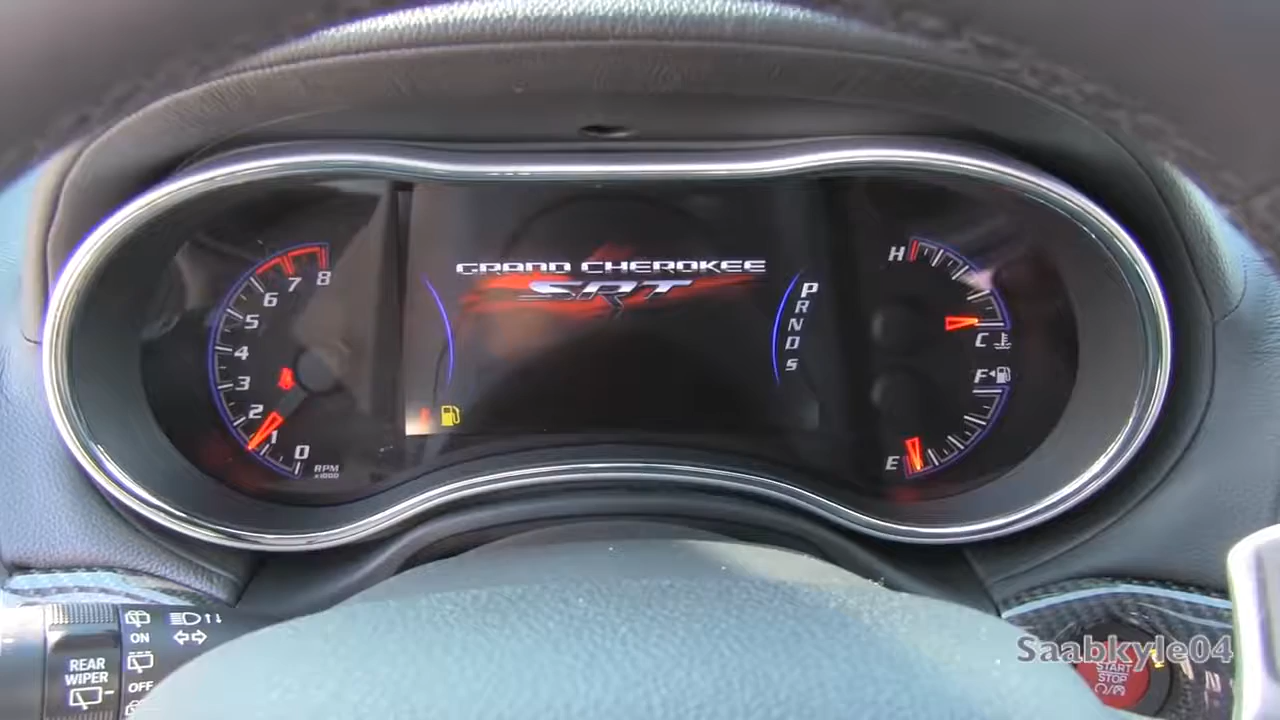 GRAND CHEROKEE
SRT
8
7
6
5
4
3
2
1
0
RPM
x1000
P
R
N
D
S
H
C
F
E
REAR
WIPER
ON
OFF
START
STOP
Saabkyle04